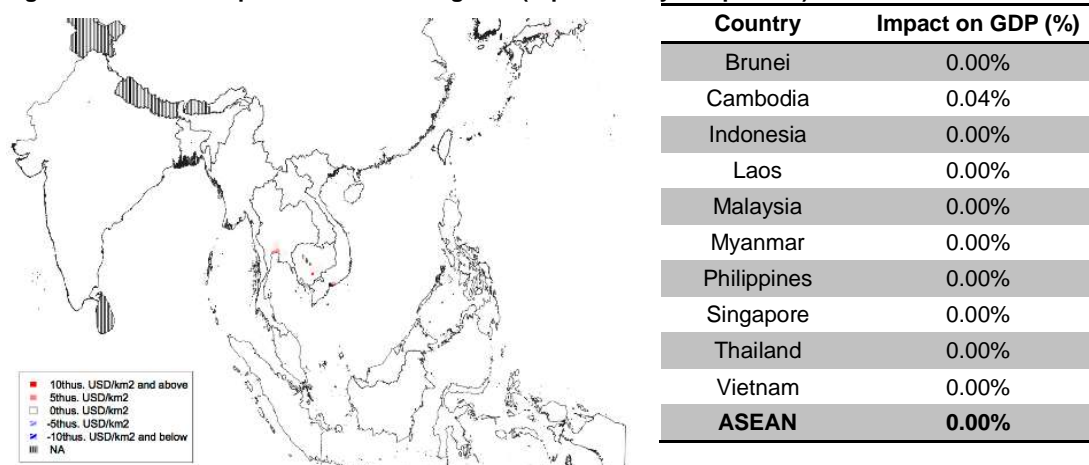 Country Impact on GDP (%)
Brunei 0.00%
Cambodia 0.04%
Indonesia 0.00%
Laos 0.00%
Malaysia 0.00%
Myanmar 0.00%
Philippines 0.00%
Singapore 0.00%
Thailand 0.00%
Vietnam 0.00%
ASEAN 0.00%
10thus. USD/km2 and above
5thus. USD/km2
0thus. USD/km2
-5thus. USD/km2
-10thus. USD/km2 and below
NA